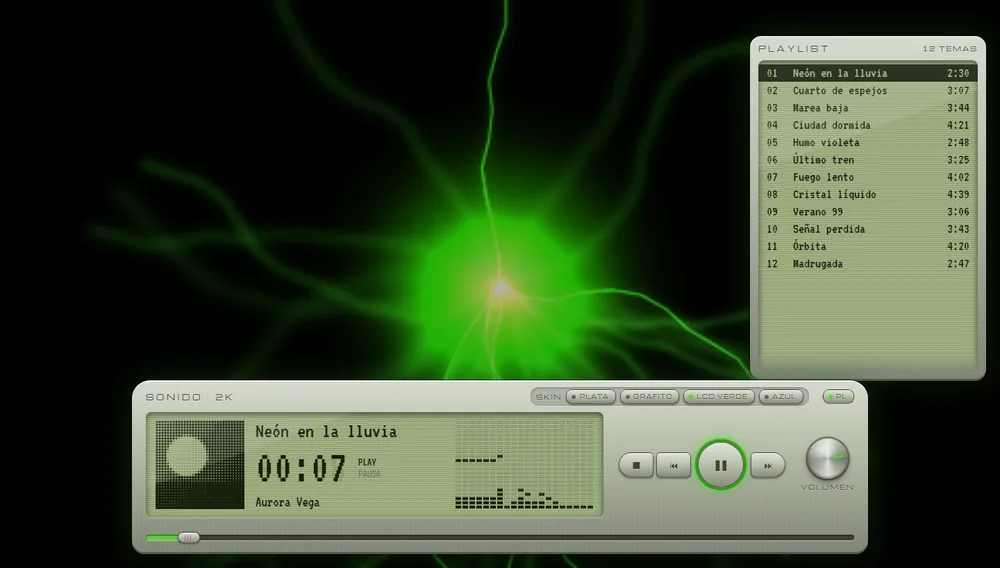 PLAYLIST 12 TEMAS
01 Neón en la lluvia 2:30
02 Cuarto de espejos 3:07
03 Marea baja 3:44
04 Ciudad dormida 4:21
05 Humo violeta 2:48
06 Último tren 3:25
07 Fuego lento 4:02
08 Cristal líquido 4:39
09 Verano 99 3:06
10 Señal perdida 3:43
11 Órbita 4:20
12 Madrugada 2:47
SONIDO · 2K
SKIN PLATA GRAFITO LCD VERDE AZUL PL
Neón en la lluvia
00:07 PLAY
PAUSA
Aurora Vega
VOLUMEN